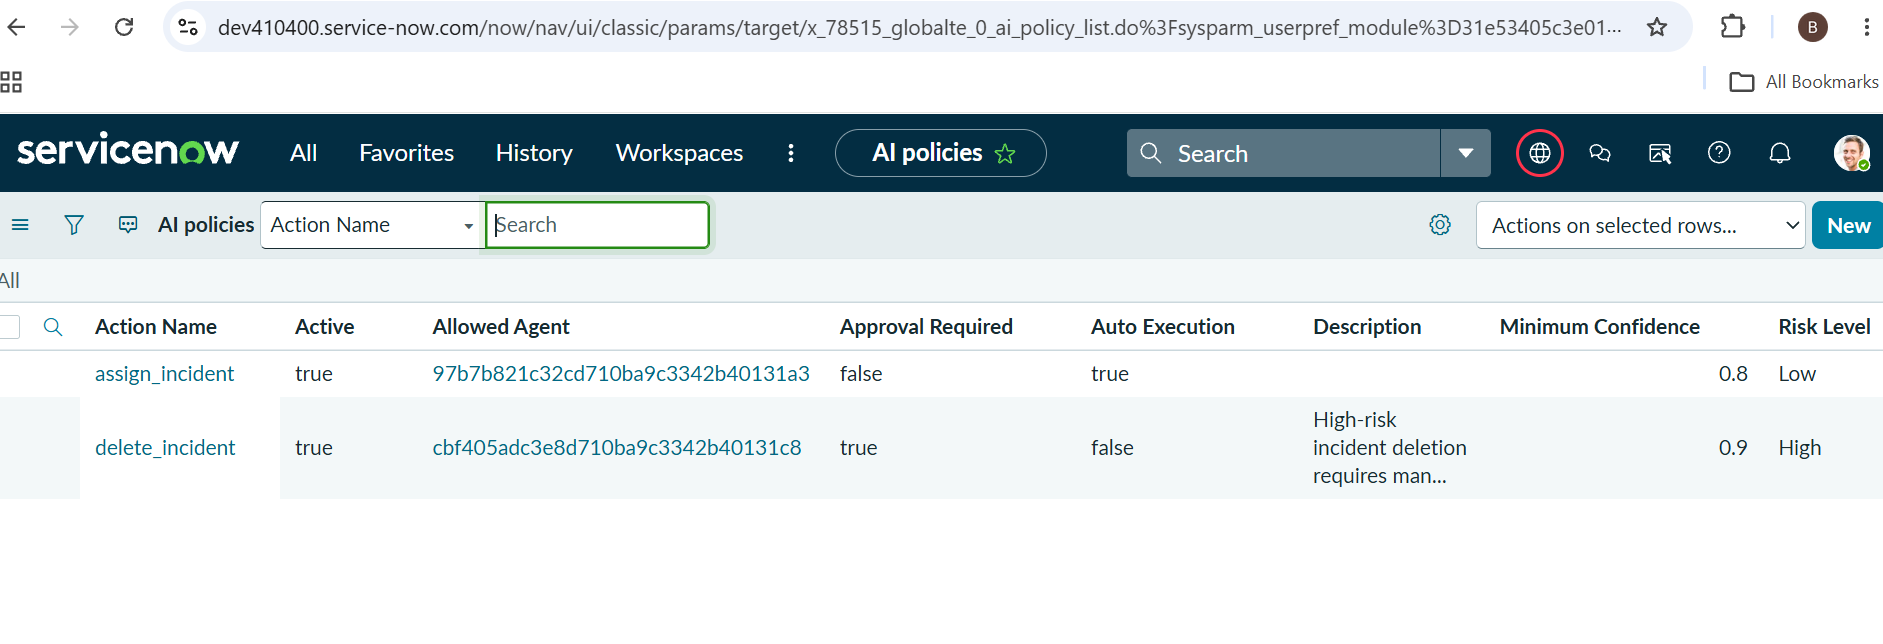 dev410400.service-now.com/now/nav/ui/classic/params/target/x_78515_globalte_0_ai_policy_list.do%3Fsysparm_userpref_module%3D31e53405c3e01...
B
All Bookmarks
servicenow All Favorites History Workspaces AI policies Search
AI policies Action Name Search Actions on selected rows... New
All
Action Name Active Allowed Agent Approval Required Auto Execution Description Minimum Confidence Risk Level
assign_incident true 97b7b821c32cd710ba9c3342b40131a3 false true 0.8 Low
High-risk
delete_incident true cbf405adc3e8d710ba9c3342b40131c8 true false incident deletion 0.9 High
requires man...